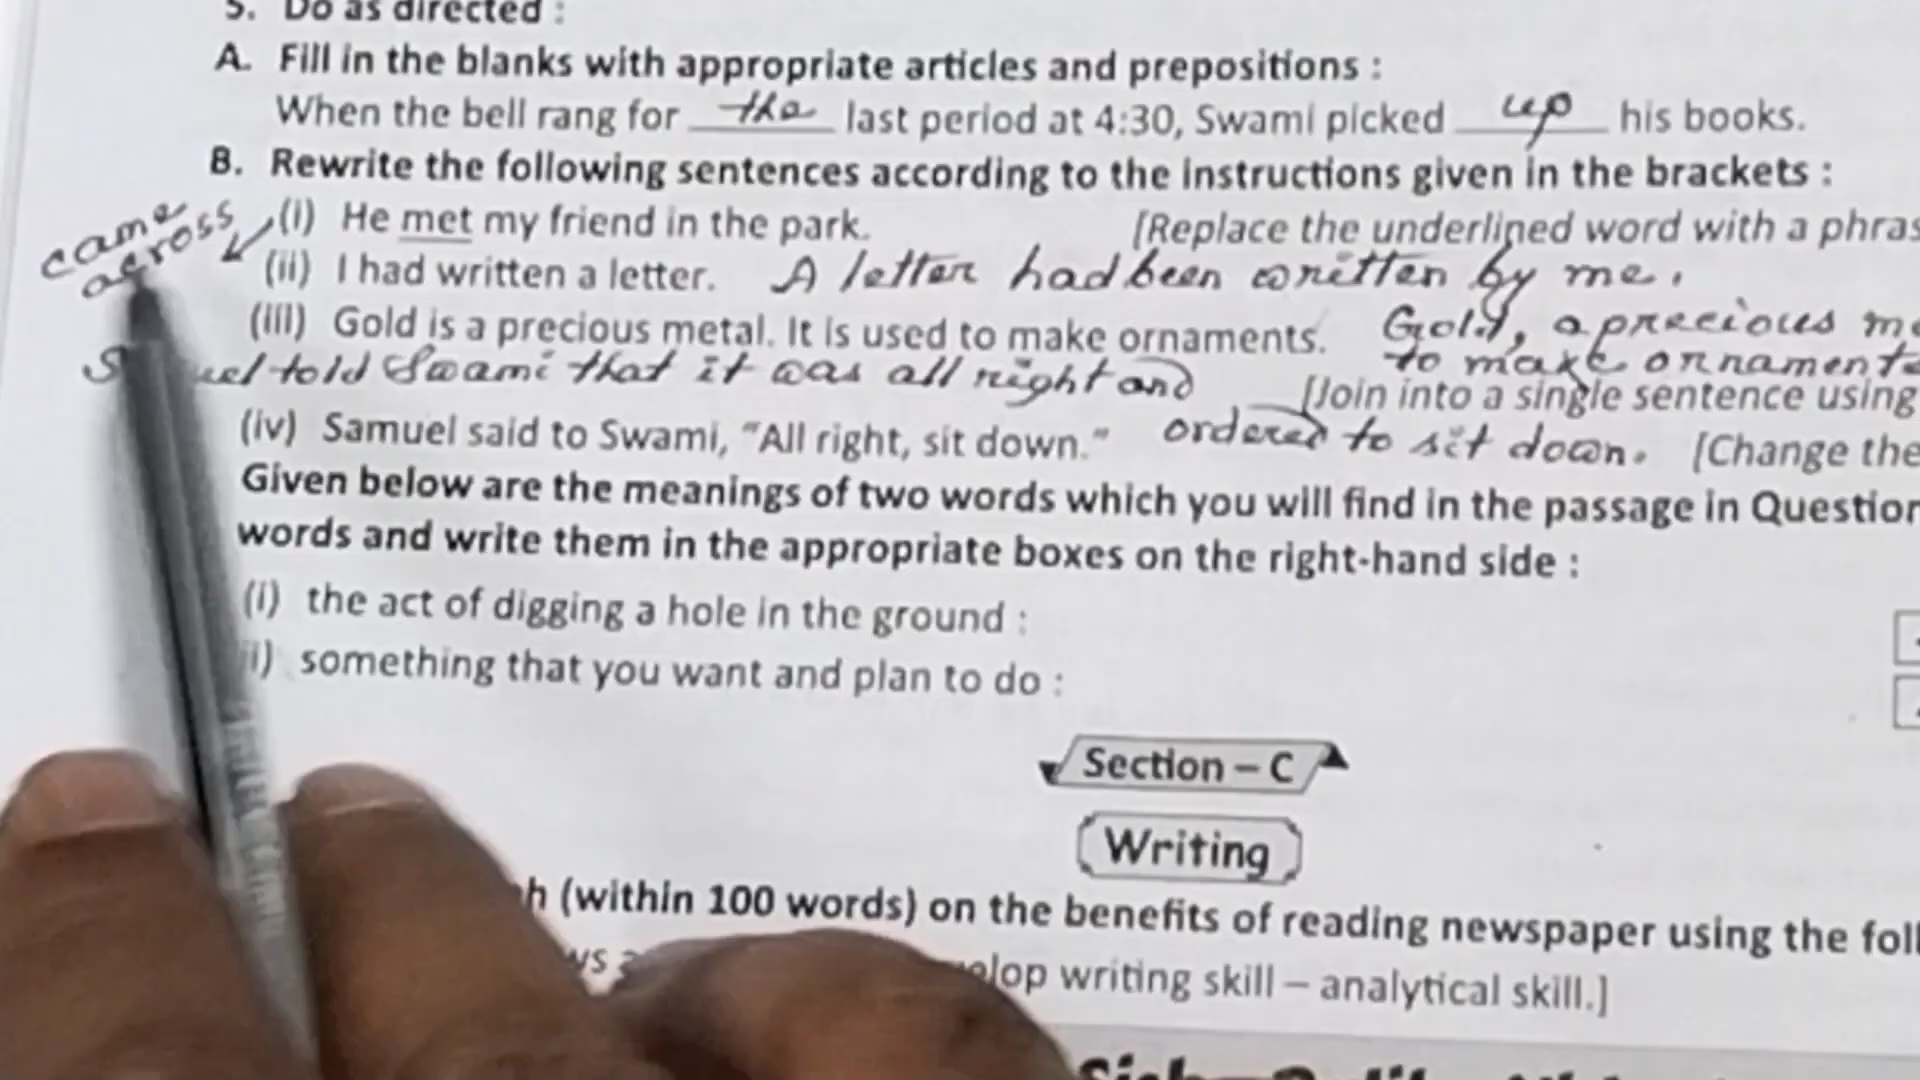 5. Do as directed :
A. Fill in the blanks with appropriate articles and prepositions :
When the bell rang for the last period at 4:30, Swami picked up his books.
B. Rewrite the following sentences according to the instructions given in the brackets :
came
across
(i) He met my friend in the park. [Replace the underlined word with a phras
(ii) I had written a letter. A letter had been written by me.
(iii) Gold is a precious metal. It is used to make ornaments. Gold, a precious
to make ornaments
told Swami that it was all right and
[Join into a single sentence using
ordered to sit down.
(iv) Samuel said to Swami, "All right, sit down." [Change the
Given below are the meanings of two words which you will find in the passage in Question
words and write them in the appropriate boxes on the right-hand side :
(i) the act of digging a hole in the ground :
i) something that you want and plan to do :
Section – C
Writing
h (within 100 words) on the benefits of reading newspaper using the foll
elop writing skill – analytical skill.]